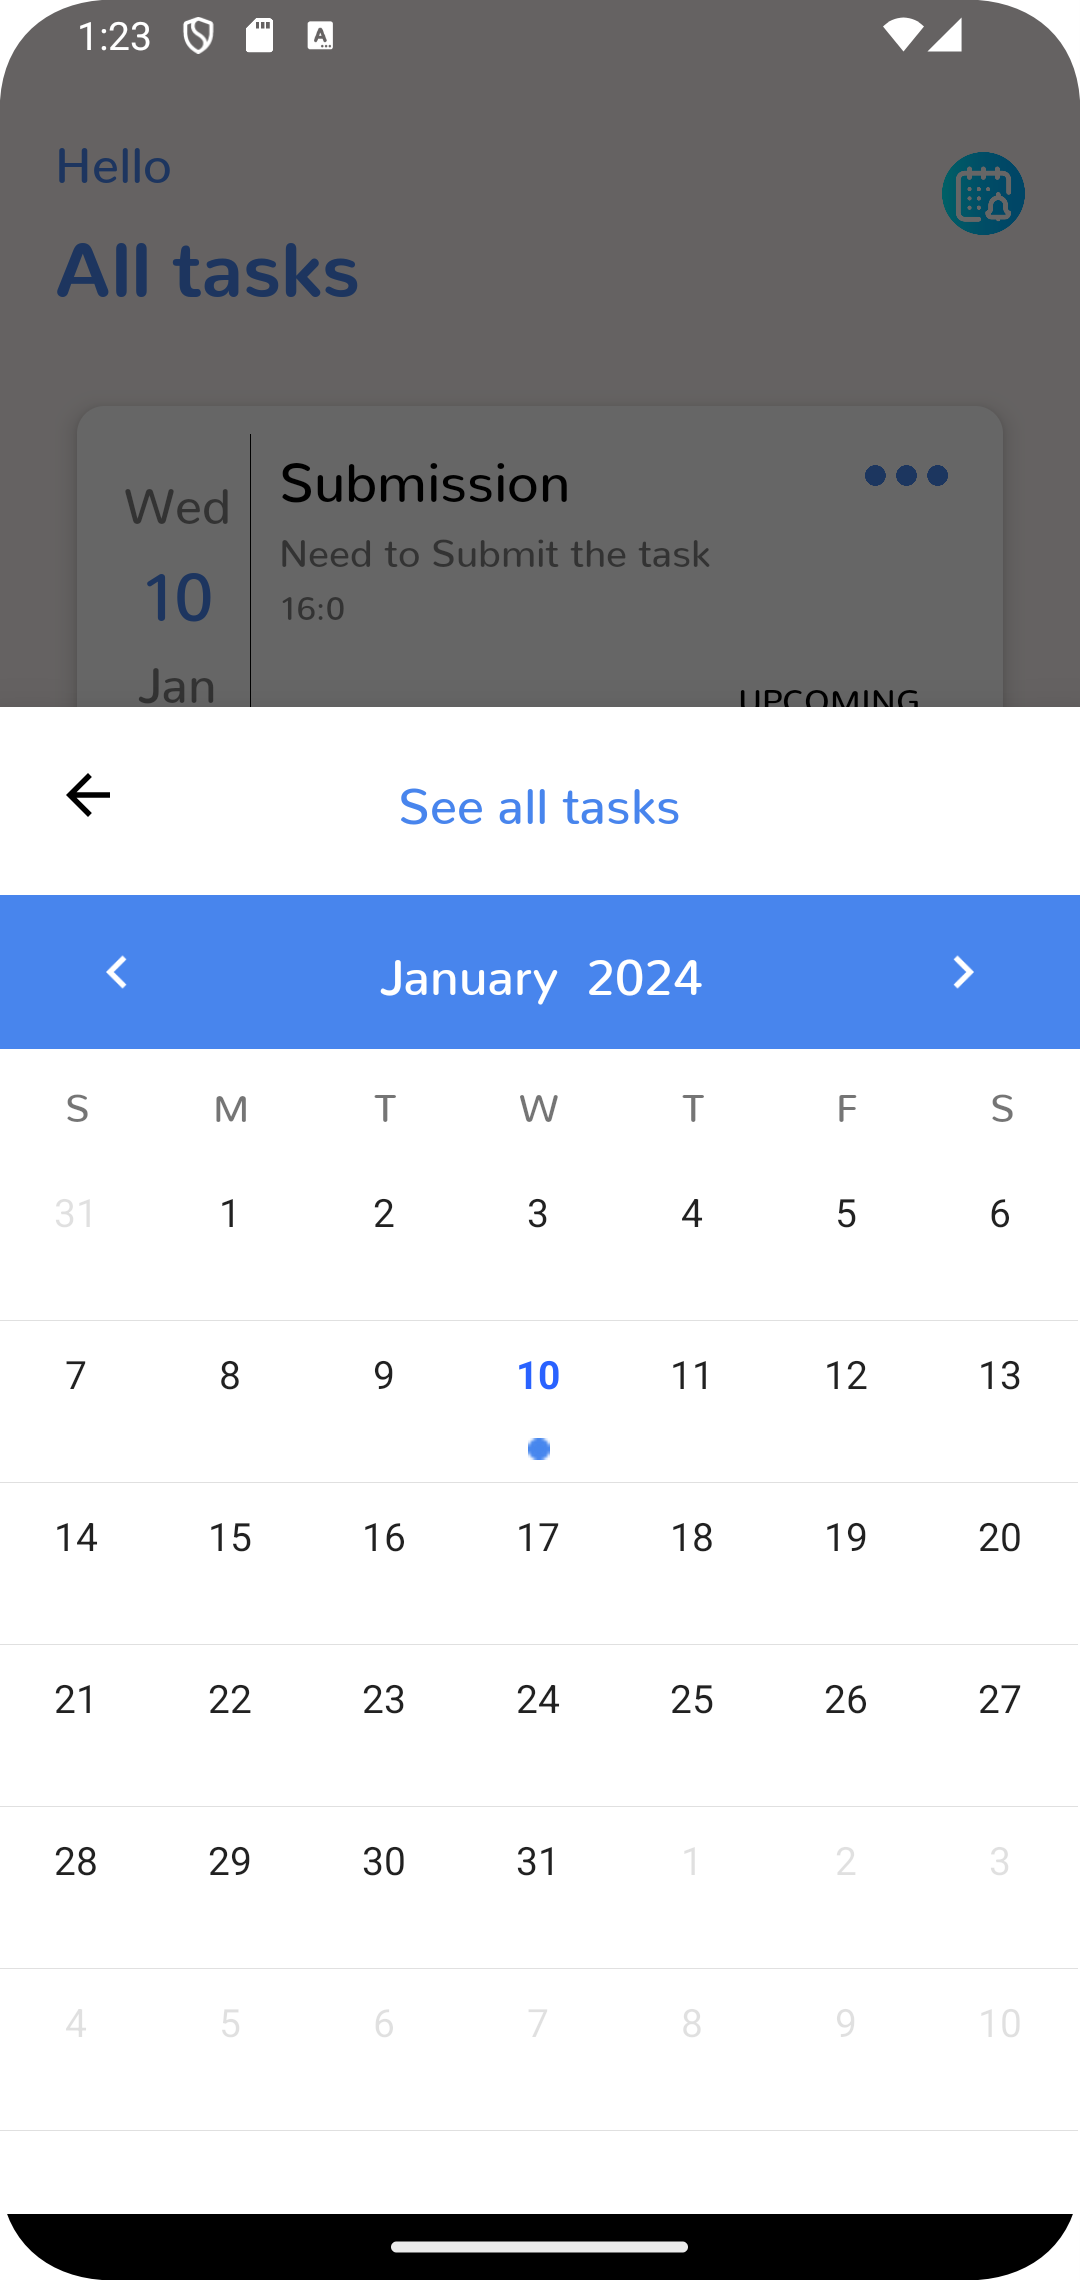 1:23
Hello
All tasks
Wed
10
Jan
Submission
Need to Submit the task
16:0
UPCOMING
See all tasks
January 2024
S M T W T F S
31 1 2 3 4 5 6
7 8 9 10 11 12 13
14 15 16 17 18 19 20
21 22 23 24 25 26 27
28 29 30 31 1 2 3
4 5 6 7 8 9 10